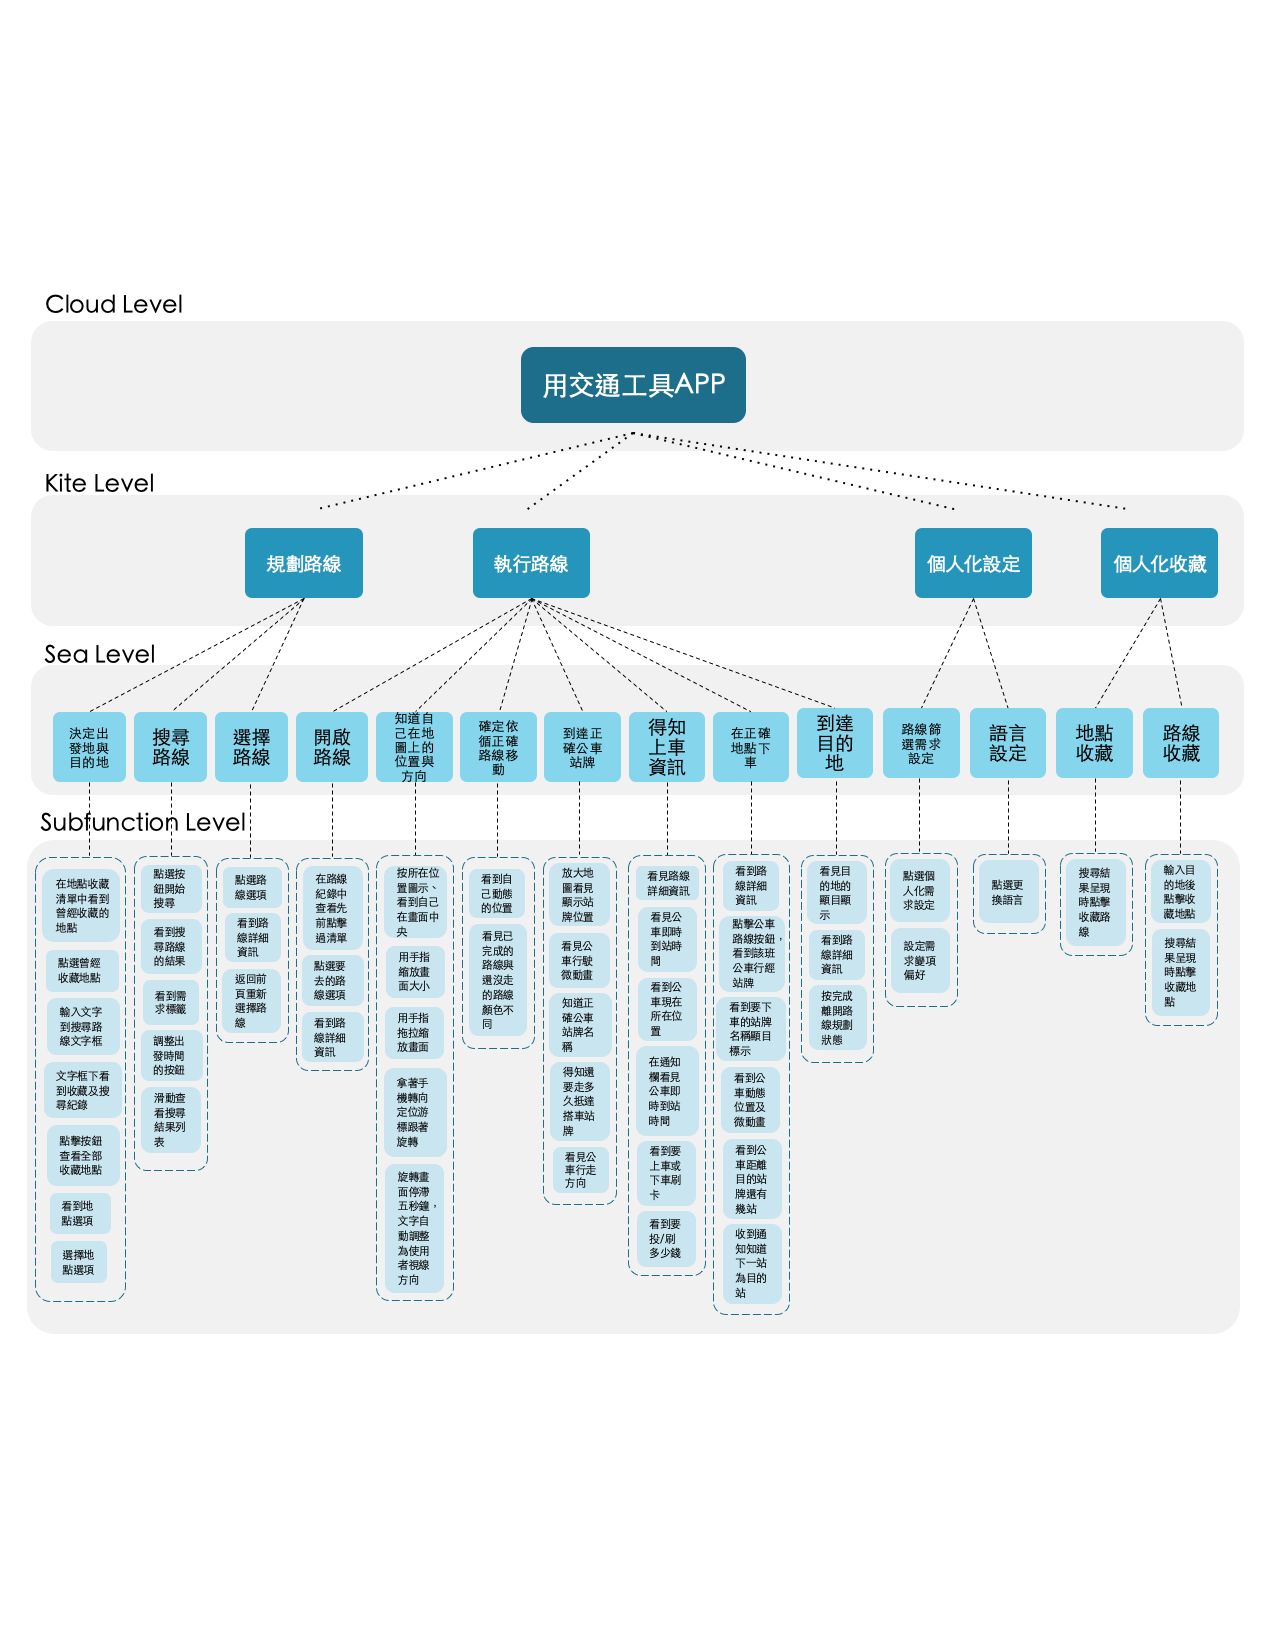 Cloud Level
用交通工具APP
Kite Level
規劃路線
執行路線
個人化設定
個人化收藏
Sea Level
決定出
發地與
目的地
搜尋
路線
選擇
路線
開啟
路線
知道自
己在地
圖上的
位置與
方向
確定依
循正確
路線移
動
到達正
確公車
站牌
得知
上車
資訊
在正確
地點下
車
到達
目的
地
路線篩
選需求
設定
語言
設定
地點
收藏
路線
收藏
Subfunction Level
在地點收藏
清單中看到
曾經收藏的
地點
點選曾經
收藏地點
輸入文字
到搜尋路
線文字框
文字框下看
到收藏及搜
尋紀錄
點擊按鈕
查看全部
收藏地點
看到地
點選項
選擇地
點選項
點選按
鈕開始
搜尋
看到搜
尋路線
的結果
看到需
求標籤
調整出
發時間
的按鈕
滑動查
看搜尋
結果列
表
點選路
線選項
看到路
線詳細
資訊
返回前
頁重新
選擇路
線
在路線
紀錄中
查看先
前點擊
過清單
點選要
去的路
線選項
看到路
線詳細
資訊
按所在位
置圖示、
看到自己
在畫面中
央
用手指
縮放畫
面大小
用手指
拖拉縮
放畫面
拿著手
機轉向
定位游
標跟著
旋轉
旋轉畫
面停滯
五秒鐘，
文字自
動調整
為使用
者視線
方向
看到自
己動態
的位置
看見已
完成的
路線與
還沒走
的路線
顏色不
同
放大地
圖看見
顯示站
牌位置
看見公
車行駛
微動畫
知道正
確公車
站牌名
稱
得知還
要走多
久抵達
搭車站
牌
看見公
車行走
方向
看見路線
詳細資訊
看見公
車即時
到站時
間
看到公
車現在
所在位
置
在通知
欄看見
公車即
時到站
時間
看到要
上車或
下車刷
卡
看到要
投/刷
多少錢
看到路
線詳細
資訊
點擊公車
路線按鈕，
看到該班
公車行經
站牌
看到要下
車的站牌
名稱顯目
標示
看到公
車動態
位置及
微動畫
看到公
車距離
目的站
牌還有
幾站
收到通
知知道
下一站
為目的
站
看見目
的地的
顯目顯
示
看到路
線詳細
資訊
按完成
離開路
線規劃
狀態
點選個
人化需
求設定
設定需
求變項
偏好
點選更
換語言
搜尋結
果呈現
時點擊
收藏路
線
輸入目
的地後
點擊收
藏地點
搜尋結
果呈現
時點擊
收藏地
點